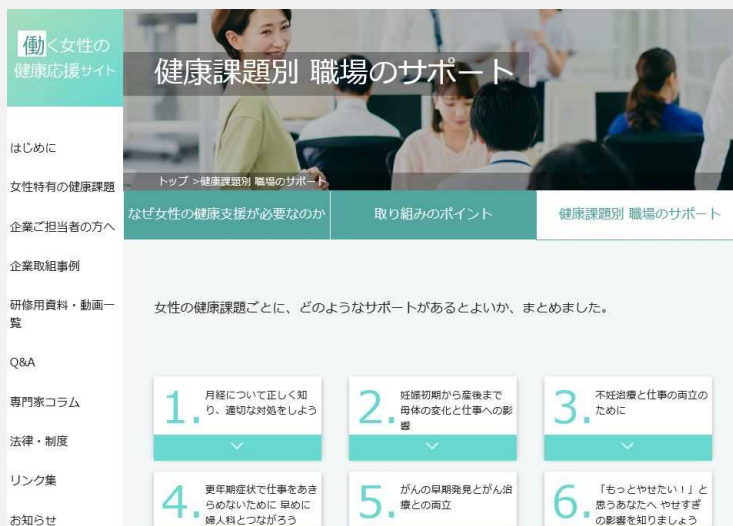 働く女性の
健康応援サイト
健康課題別 職場のサポート
トップ >健康課題別 職場のサポート
はじめに
女性特有の健康課題
企業ご担当者の方へ
企業取組事例
研修用資料・動画一
覧
Q&A
専門家コラム
法律・制度
リンク集
お知らせ
なぜ女性の健康支援が必要なのか
取り組みのポイント
健康課題別 職場のサポート
女性の健康課題ごとに、どのようなサポートがあるとよいか、まとめました。
1.
月経について正しく知
り、適切な対処をしよう
2.
妊娠初期から産後まで
母体の変化と仕事への影
響
3.
不妊治療と仕事の両立の
ために
4.
更年期症状で仕事をあき
らめないために 早めに
婦人科とつながろう
5.
がんの早期発見とがん治
療との両立
6.
「もっとやせたい！」と
思うあなたへ やせすぎ
の影響を知りましょう